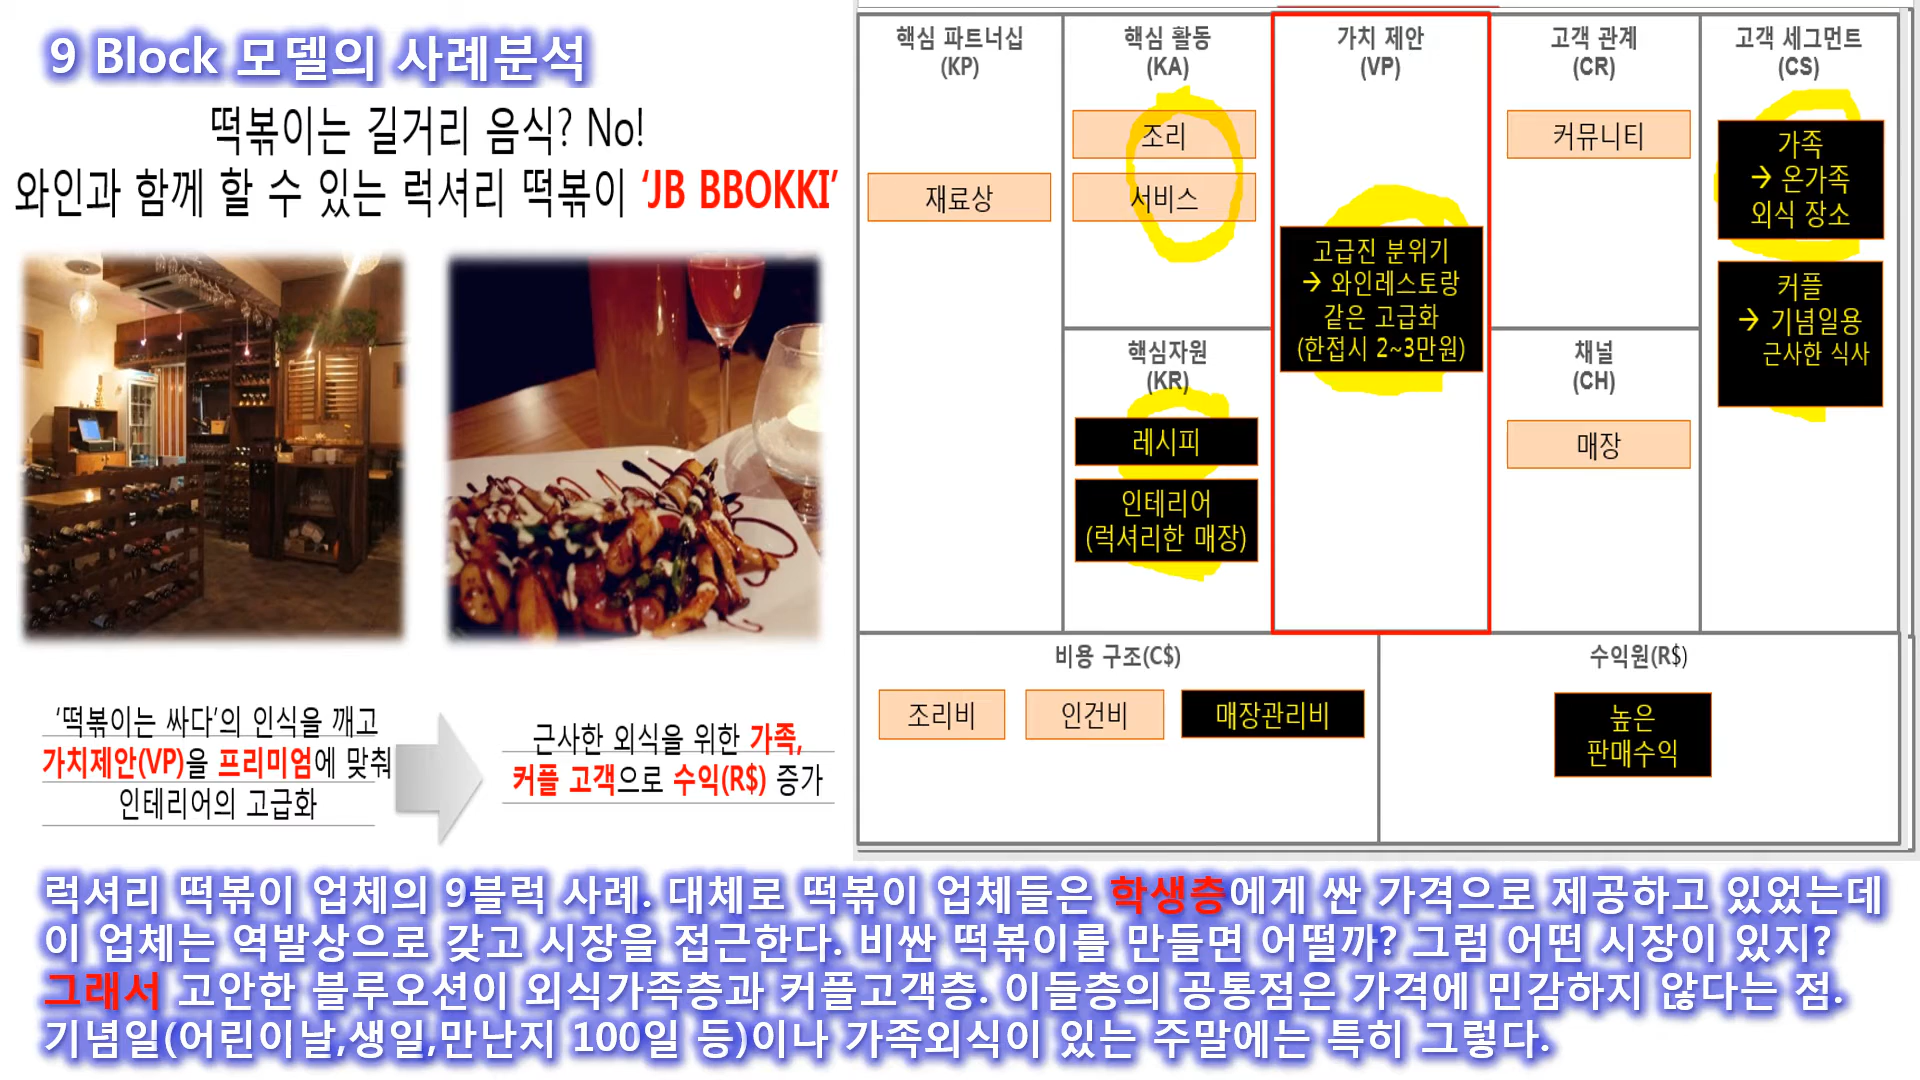 9 Block 모델의 사례분석
떡볶이는 길거리 음식? No!
와인과 함께 할 수 있는 럭셔리 떡볶이 ‘JB BBOKKI’
‘떡볶이는 싸다’의 인식을 깨고
가치제안(VP)을 프리미엄에 맞춰
인테리어의 고급화
근사한 외식을 위한 가족,
커플 고객으로 수익(R$) 증가
핵심 파트너십
(KP)
재료상
핵심 활동
(KA)
조리
서비스
핵심자원
(KR)
레시피
인테리어
(럭셔리한 매장)
가치 제안
(VP)
고급진 분위기
→ 와인레스토랑
같은 고급화
(한접시 2~3만원)
고객 관계
(CR)
커뮤니티
채널
(CH)
매장
고객 세그먼트
(CS)
가족
→ 온가족
외식 장소
커플
→ 기념일용
근사한 식사
비용 구조(C$)
조리비
인건비
매장관리비
수익원(R$)
높은
판매수익
럭셔리 떡볶이 업체의 9블럭 사례. 대체로 떡볶이 업체들은 학생층에게 싼 가격으로 제공하고 있었는데
이 업체는 역발상으로 갖고 시장을 접근한다. 비싼 떡볶이를 만들면 어떨까? 그럼 어떤 시장이 있지?
그래서 고안한 블루오션이 외식가족층과 커플고객층. 이들층의 공통점은 가격에 민감하지 않다는 점.
기념일(어린이날,생일,만난지 100일 등)이나 가족외식이 있는 주말에는 특히 그렇다.